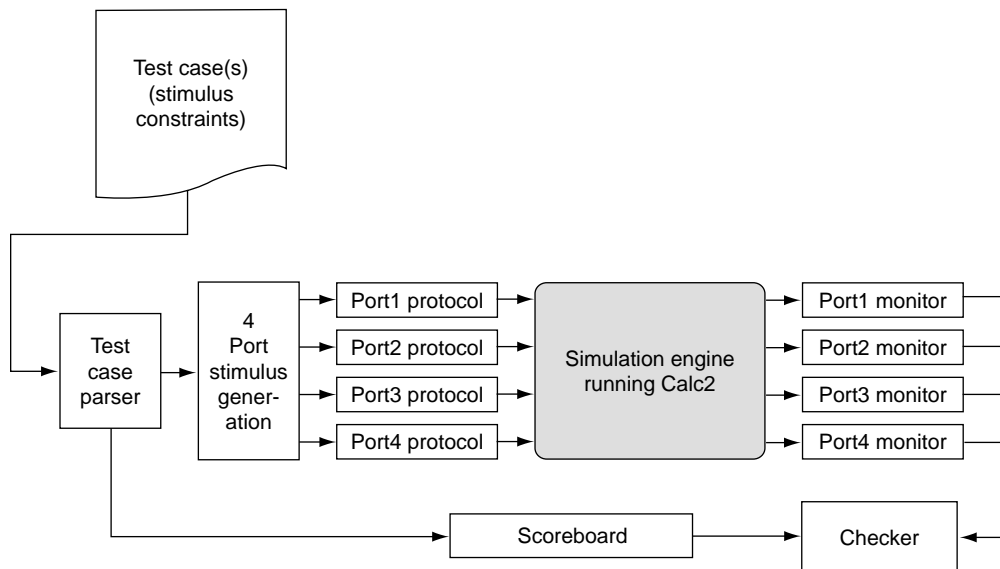 Test case(s)
(stimulus
constraints)
Test
case
parser
4
Port
stimulus
gener-
ation
Port1 protocol
Port2 protocol
Port3 protocol
Port4 protocol
Simulation engine
running Calc2
Port1 monitor
Port2 monitor
Port3 monitor
Port4 monitor
Scoreboard
Checker